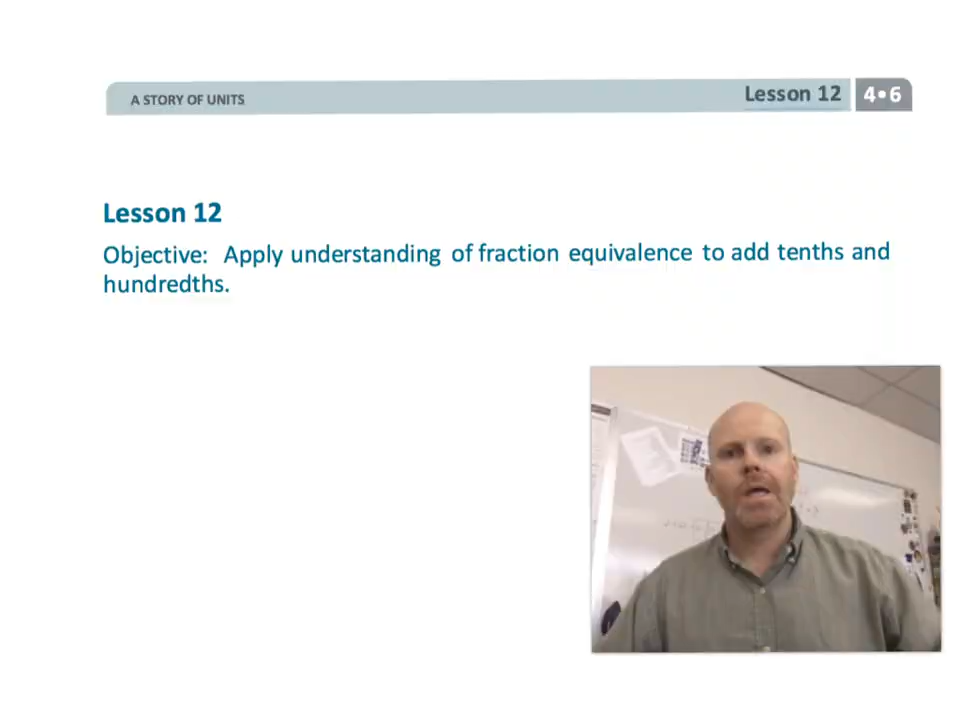 A STORY OF UNITS
Lesson 12
4•6
Lesson 12
Objective: Apply understanding of fraction equivalence to add tenths and
hundredths.